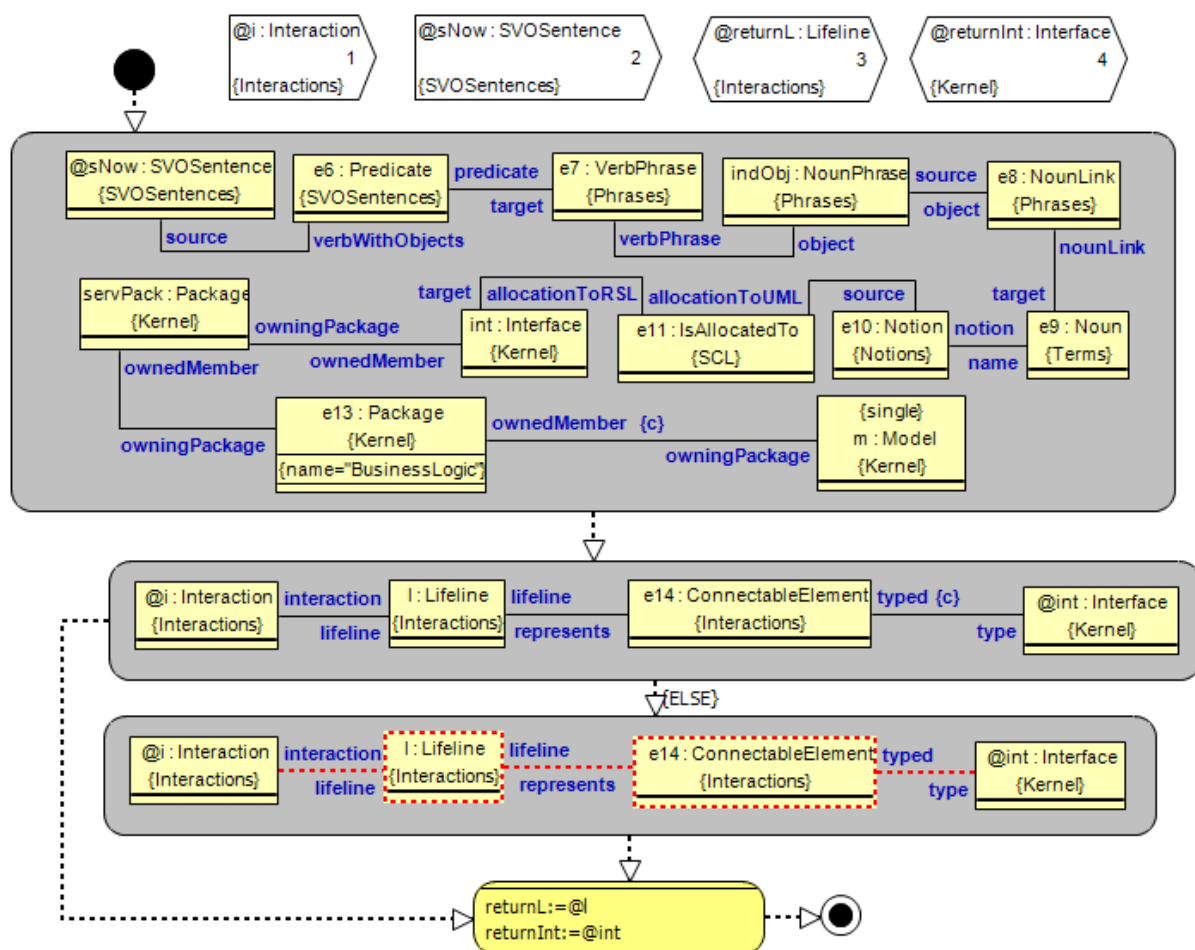 @i : Interaction
1
{Interactions}
@sNow : SVOSentence
2
{SVOSentences}
@returnL : Lifeline
3
{Interactions}
@returnInt : Interface
4
{Kernel}
@sNow : SVOSentence
{SVOSentences}
e6 : Predicate
{SVOSentences}
predicate
target
e7 : VerbPhrase
{Phrases}
indObj : NounPhrase
{Phrases}
source
object
e8 : NounLink
{Phrases}
source
verbWithObjects
verbPhrase
object
nounLink
servPack : Package
{Kernel}
owningPackage
ownedMember
target
allocationToRSL
int : Interface
{Kernel}
ownedMember
allocationToUML
e11 : IsAllocatedTo
{SCL}
source
e10 : Notion
{Notions}
notion
name
target
e9 : Noun
{Terms}
owningPackage
e13 : Package
{Kernel}
{name="BusinessLogic"}
ownedMember {c}
owningPackage
{single}
m : Model
{Kernel}
@i : Interaction
{Interactions}
interaction
lifeline
l : Lifeline
{Interactions}
lifeline
represents
e14 : ConnectableElement
{Interactions}
typed {c}
type
@int : Interface
{Kernel}
{ELSE}
@i : Interaction
{Interactions}
interaction
lifeline
l : Lifeline
{Interactions}
lifeline
represents
e14 : ConnectableElement
{Interactions}
typed
type
@int : Interface
{Kernel}
returnL:=@l
returnInt:=@int